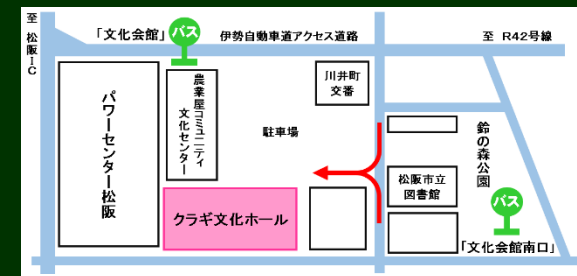 至 松阪IC
「文化会館」
バス
伊勢自動車道アクセス道路
至 R42号線
パワーセンター松阪
農業屋コミュニティ
文化センター
川井町
交番
駐車場
クラギ文化ホール
松阪市立
図書館
鈴の森公園
バス
「文化会館南口」